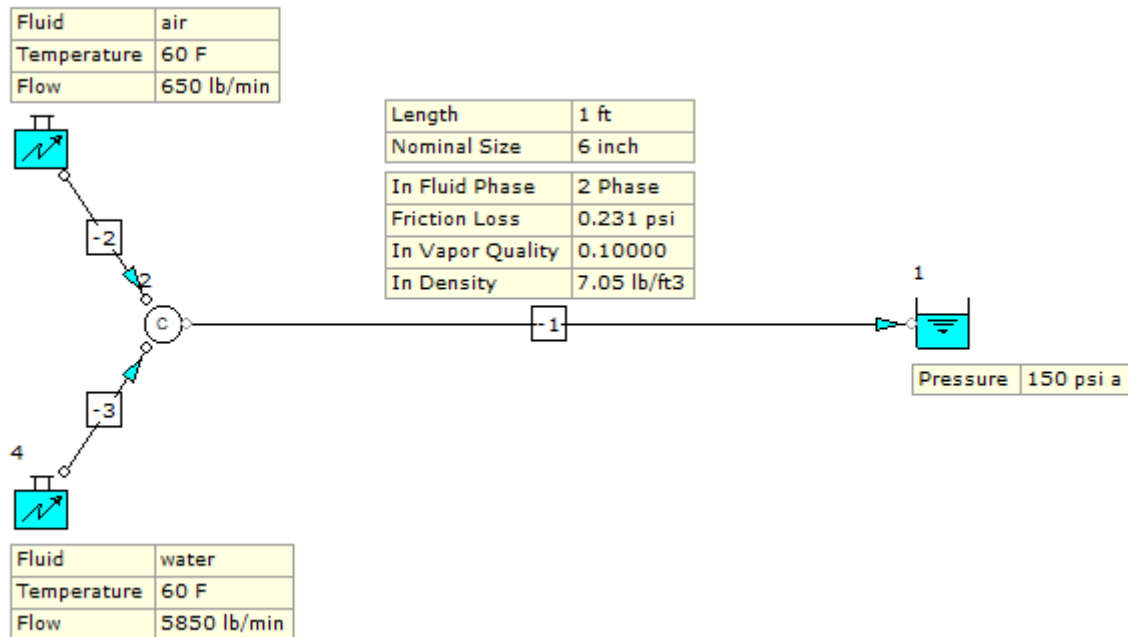 Fluid air
Temperature 60 F
Flow 650 lb/min
Length 1 ft
Nominal Size 6 inch
In Fluid Phase 2 Phase
Friction Loss 0.231 psi
In Vapor Quality 0.10000
In Density 7.05 lb/ft3
-2
2
1
C
-1
Pressure 150 psi a
-3
4
Fluid water
Temperature 60 F
Flow 5850 lb/min